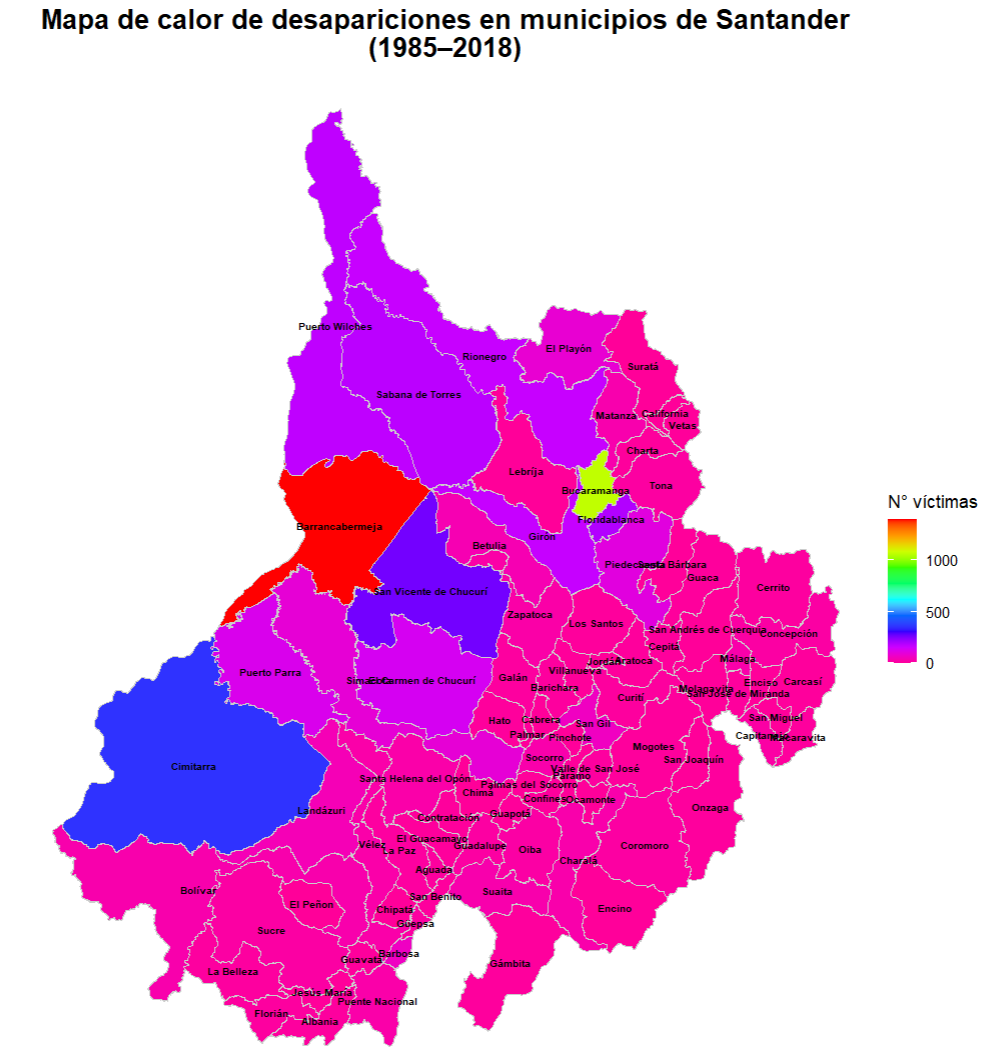 Mapa de calor de desapariciones en municipios de Santander
(1985–2018)
Puerto Wilches
El Playón
Rionegro
Suratá
Sabana de Torres
Matanza
California
Vetas
Charta
Lebrija
Tona
Bucaramanga
N° víctimas
Floridablanca
Barrancabermeja
Girón
Betulia
1000
Piedecuesta
Santa Bárbara
Guaca
Cerrito
San Vicente de Chucurí
500
Zapatoca
Los Santos
San Andrés de Cuerquia
Concepción
Cepitá
0
Jordán
Aratoca
Málaga
Villanueva
Puerto Parra
Simacota
El Carmen de Chucurí
Galán
Barichara
Molagavita
Enciso
Carcasí
San José de Miranda
Curití
Hato
Cabrera
San Gil
San Miguel
Palmar
Pinchote
Capitanejo
Macaravita
Mogotes
Socorro
San Joaquín
Cimitarra
Valle de San José
Páramo
Santa Helena del Opón
Palmas del Socorro
Chima
Confines
Ocamonte
Onzaga
Landázuri
Contratación
Guapotá
El Guacamayo
Vélez
La Paz
Guadalupe
Oiba
Coromoro
Charalá
Aguada
Bolívar
San Benito
Suaita
El Peñon
Chipatá
Encino
Güepsa
Sucre
Barbosa
Guavatá
Gámbita
La Belleza
Jesús María
Puente Nacional
Florián
Albania